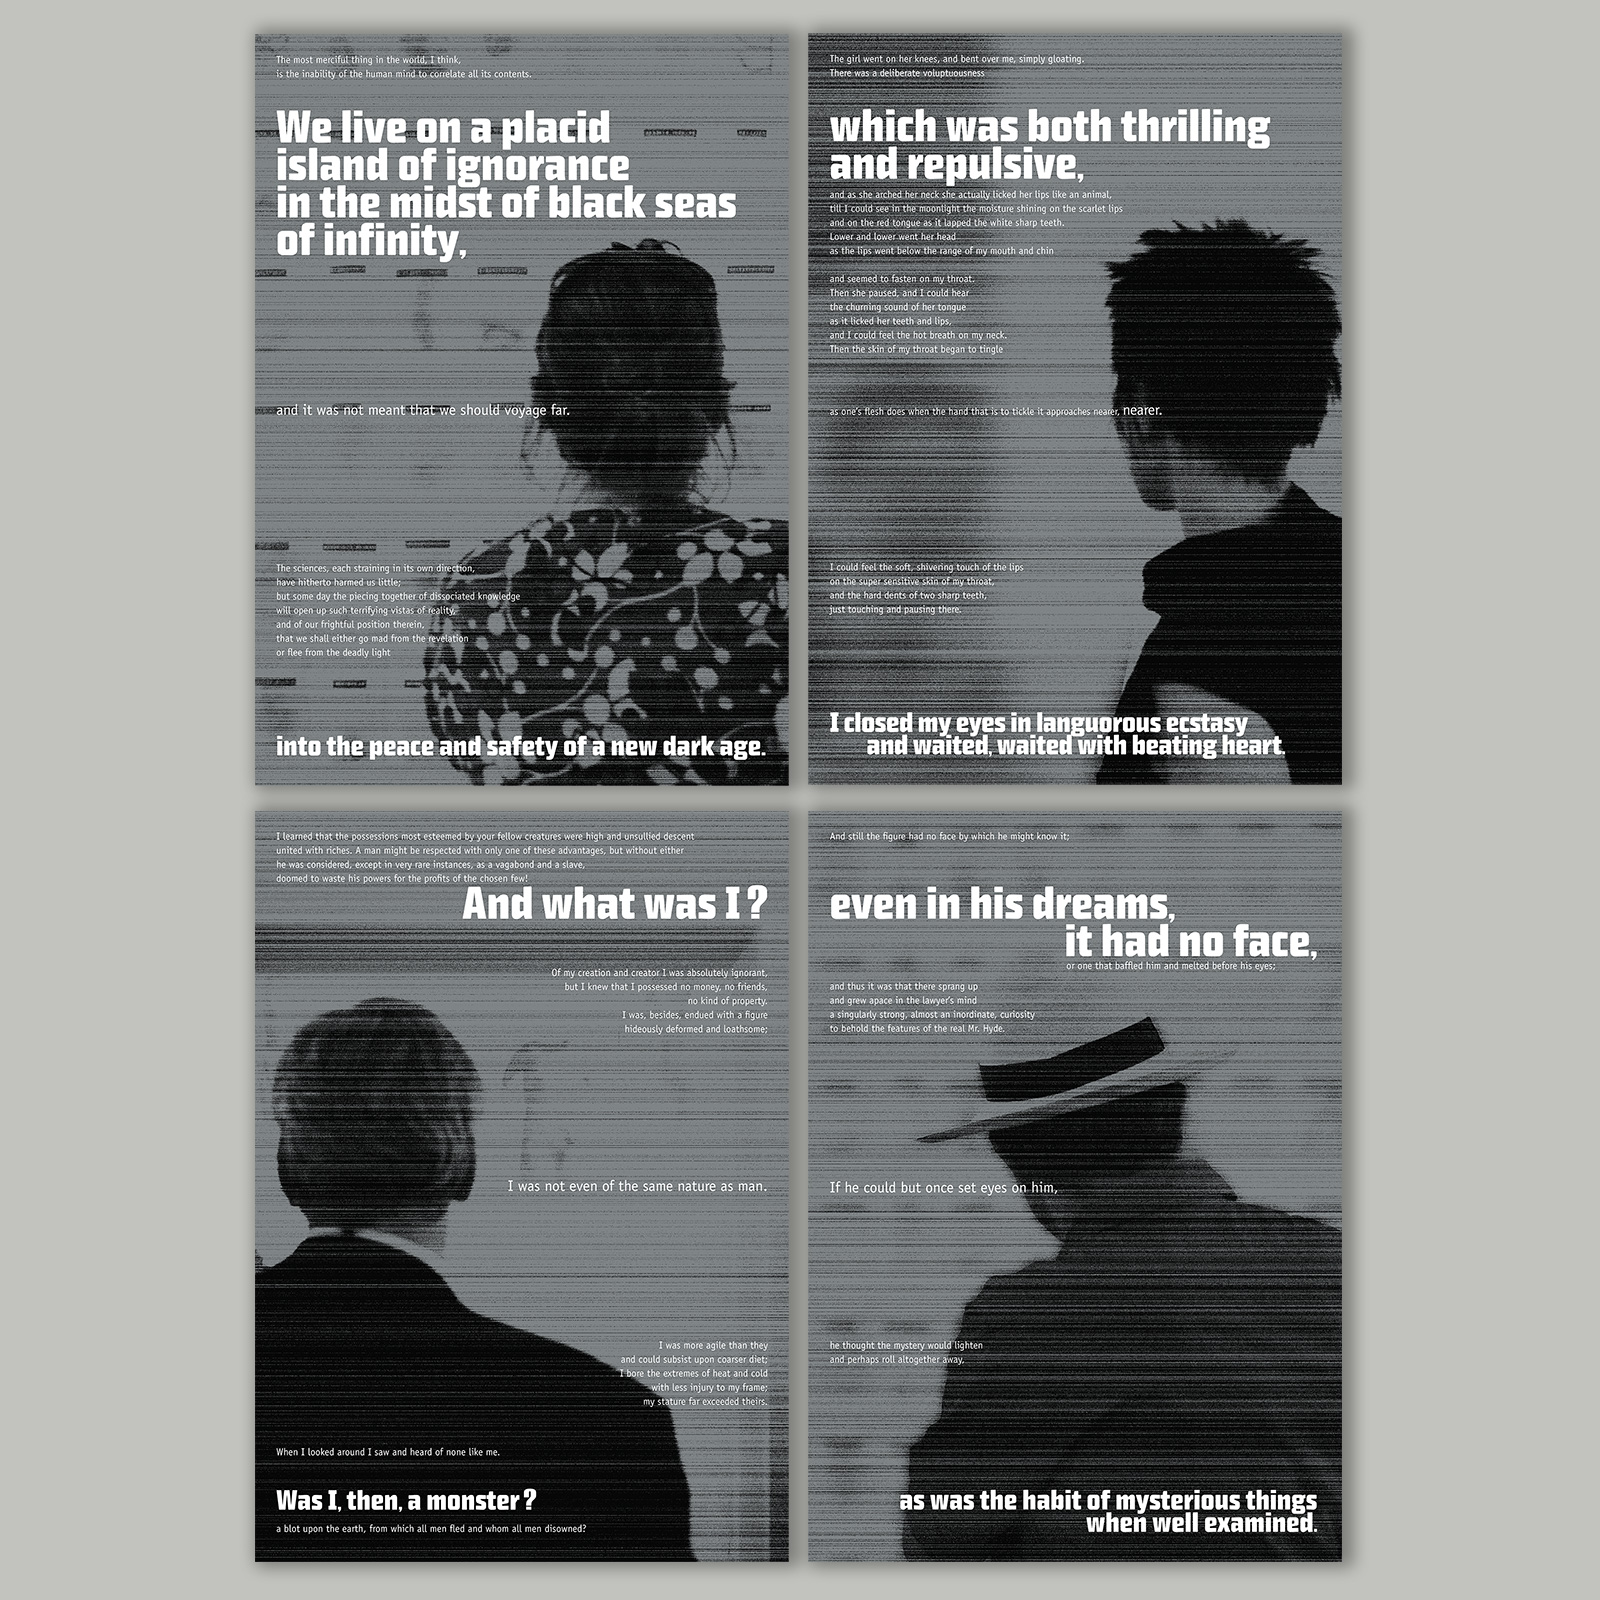 The most merciful thing in the world, I think,
is the inability of the human mind to correlate all its contents.
We live on a placid
island of ignorance
in the midst of black seas
of infinity,
and it was not meant that we should voyage far.
The sciences, each straining in its own direction,
have hitherto harmed us little;
but some day the piecing together of dissociated knowledge
will open up such terrifying vistas of reality,
and of our frightful position therein,
that we shall either go mad from the revelation
or flee from the deadly light
into the peace and safety of a new dark age.
The girl went on her knees, and bent over me, simply gloating.
There was a deliberate voluptuousness
which was both thrilling
and repulsive,
and as she arched her neck she actually licked her lips like an animal,
till I could see in the moonlight the moisture shining on the scarlet lips
and on the red tongue as it lapped the white sharp teeth.
Lower and lower went her head
as the lips went below the range of my mouth and chin
and seemed to fasten on my throat.
Then she paused, and I could hear
the churning sound of her tongue
as it licked her teeth and lips,
and I could feel the hot breath on my neck.
Then the skin of my throat began to tingle
as one's flesh does when the hand that is to tickle it approaches nearer, nearer.
I could feel the soft, shivering touch of the lips
on the super sensitive skin of my throat,
and the hard dents of two sharp teeth,
just touching and pausing there.
I closed my eyes in languorous ecstasy
and waited, waited with beating heart.
I learned that the possessions most esteemed by your fellow creatures were high and unsullied descent
united with riches. A man might be respected with only one of these advantages, but without either
he was considered, except in very rare instances, as a vagabond and a slave,
doomed to waste his powers for the profits of the chosen few!
And what was I?
Of my creation and creator I was absolutely ignorant,
but I knew that I possessed no money, no friends,
no kind of property.
I was, besides, endued with a figure
hideously deformed and loathsome;
I was not even of the same nature as man.
I was more agile than they
and could subsist upon coarser diet;
I bore the extremes of heat and cold
with less injury to my frame;
my stature far exceeded theirs.
When I looked around I saw and heard of none like me.
Was I, then, a monster?
a blot upon the earth, from which all men fled and whom all men disowned?
And still the figure had no face by which he might know it;
even in his dreams,
it had no face,
or one that baffled him and melted before his eyes;
and thus it was that there sprang up
and grew apace in the lawyer's mind
a singularly strong, almost an inordinate, curiosity
to behold the features of the real Mr. Hyde.
If he could but once set eyes on him,
he thought the mystery would lighten
and perhaps roll altogether away,
as was the habit of mysterious things
when well examined.